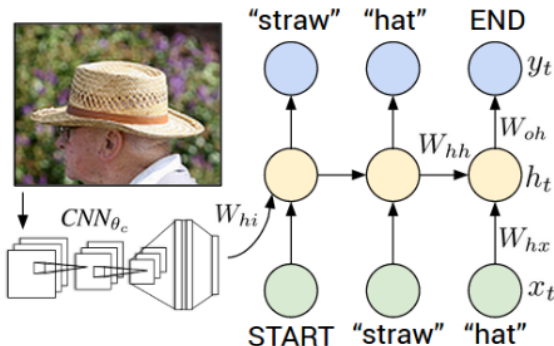 “straw” “hat” END
y_t
W_oh
W_hh
h_t
CNN_θc
W_hi
W_hx
x_t
START “straw” “hat”